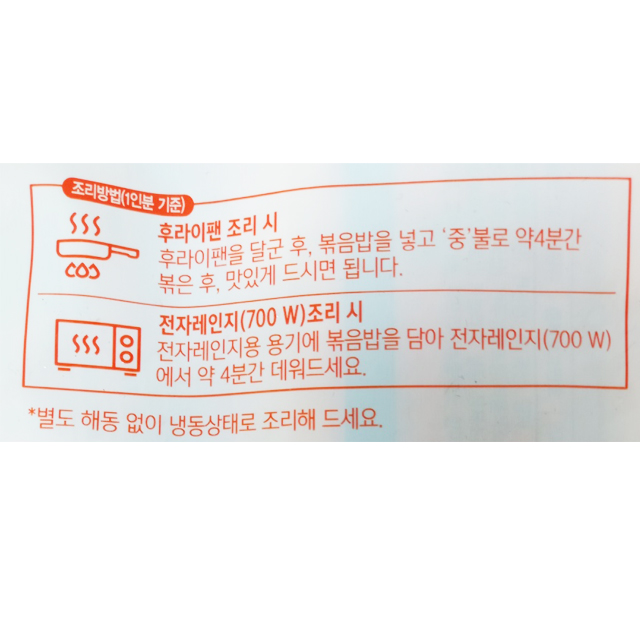 조리방법(1인분 기준)
후라이팬 조리 시
후라이팬을 달군 후, 볶음밥을 넣고 ‘중’불로 약4분간
볶은 후, 맛있게 드시면 됩니다.
전자레인지(700 W)조리 시
전자레인지용 용기에 볶음밥을 담아 전자레인지(700 W)
에서 약 4분간 데워드세요.
*별도 해동 없이 냉동상태로 조리해 드세요.